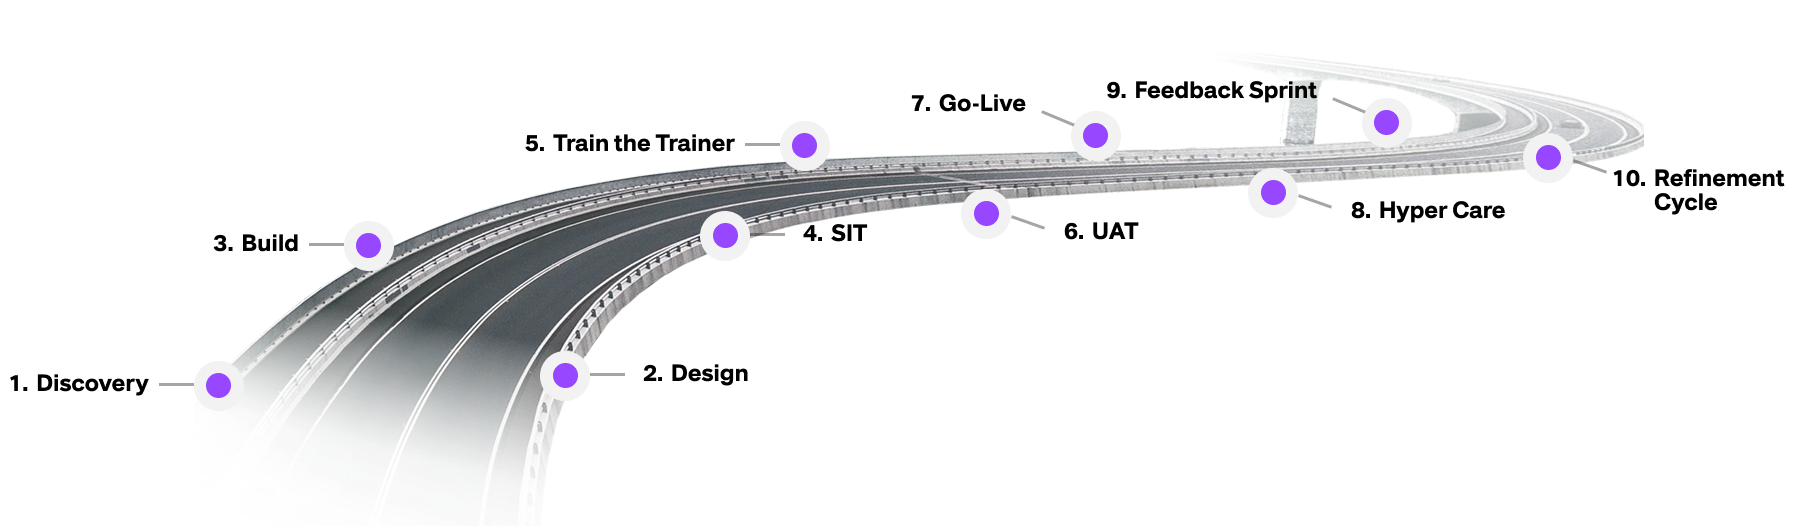 1. Discovery
2. Design
3. Build
4. SIT
5. Train the Trainer
6. UAT
7. Go-Live
8. Hyper Care
9. Feedback Sprint
10. Refinement
Cycle